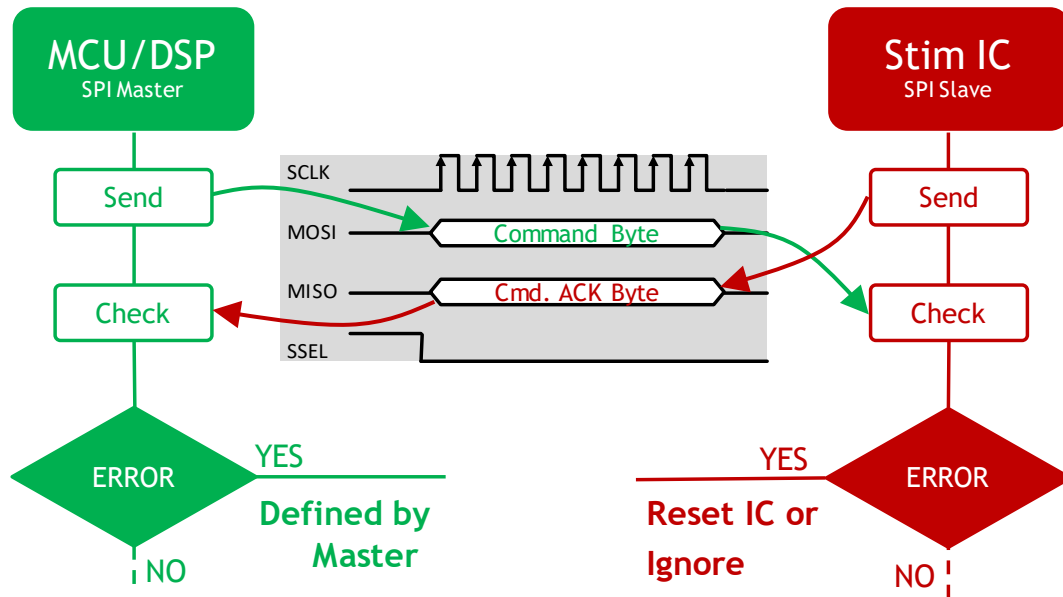 MCU/DSP
SPI Master
Stim IC
SPI Slave
Send
Check
SCLK
MOSI
Command Byte
MISO
Cmd. ACK Byte
SSEL
Send
Check
ERROR
YES
Defined by
Master
NO
YES
Reset IC or
Ignore
ERROR
NO